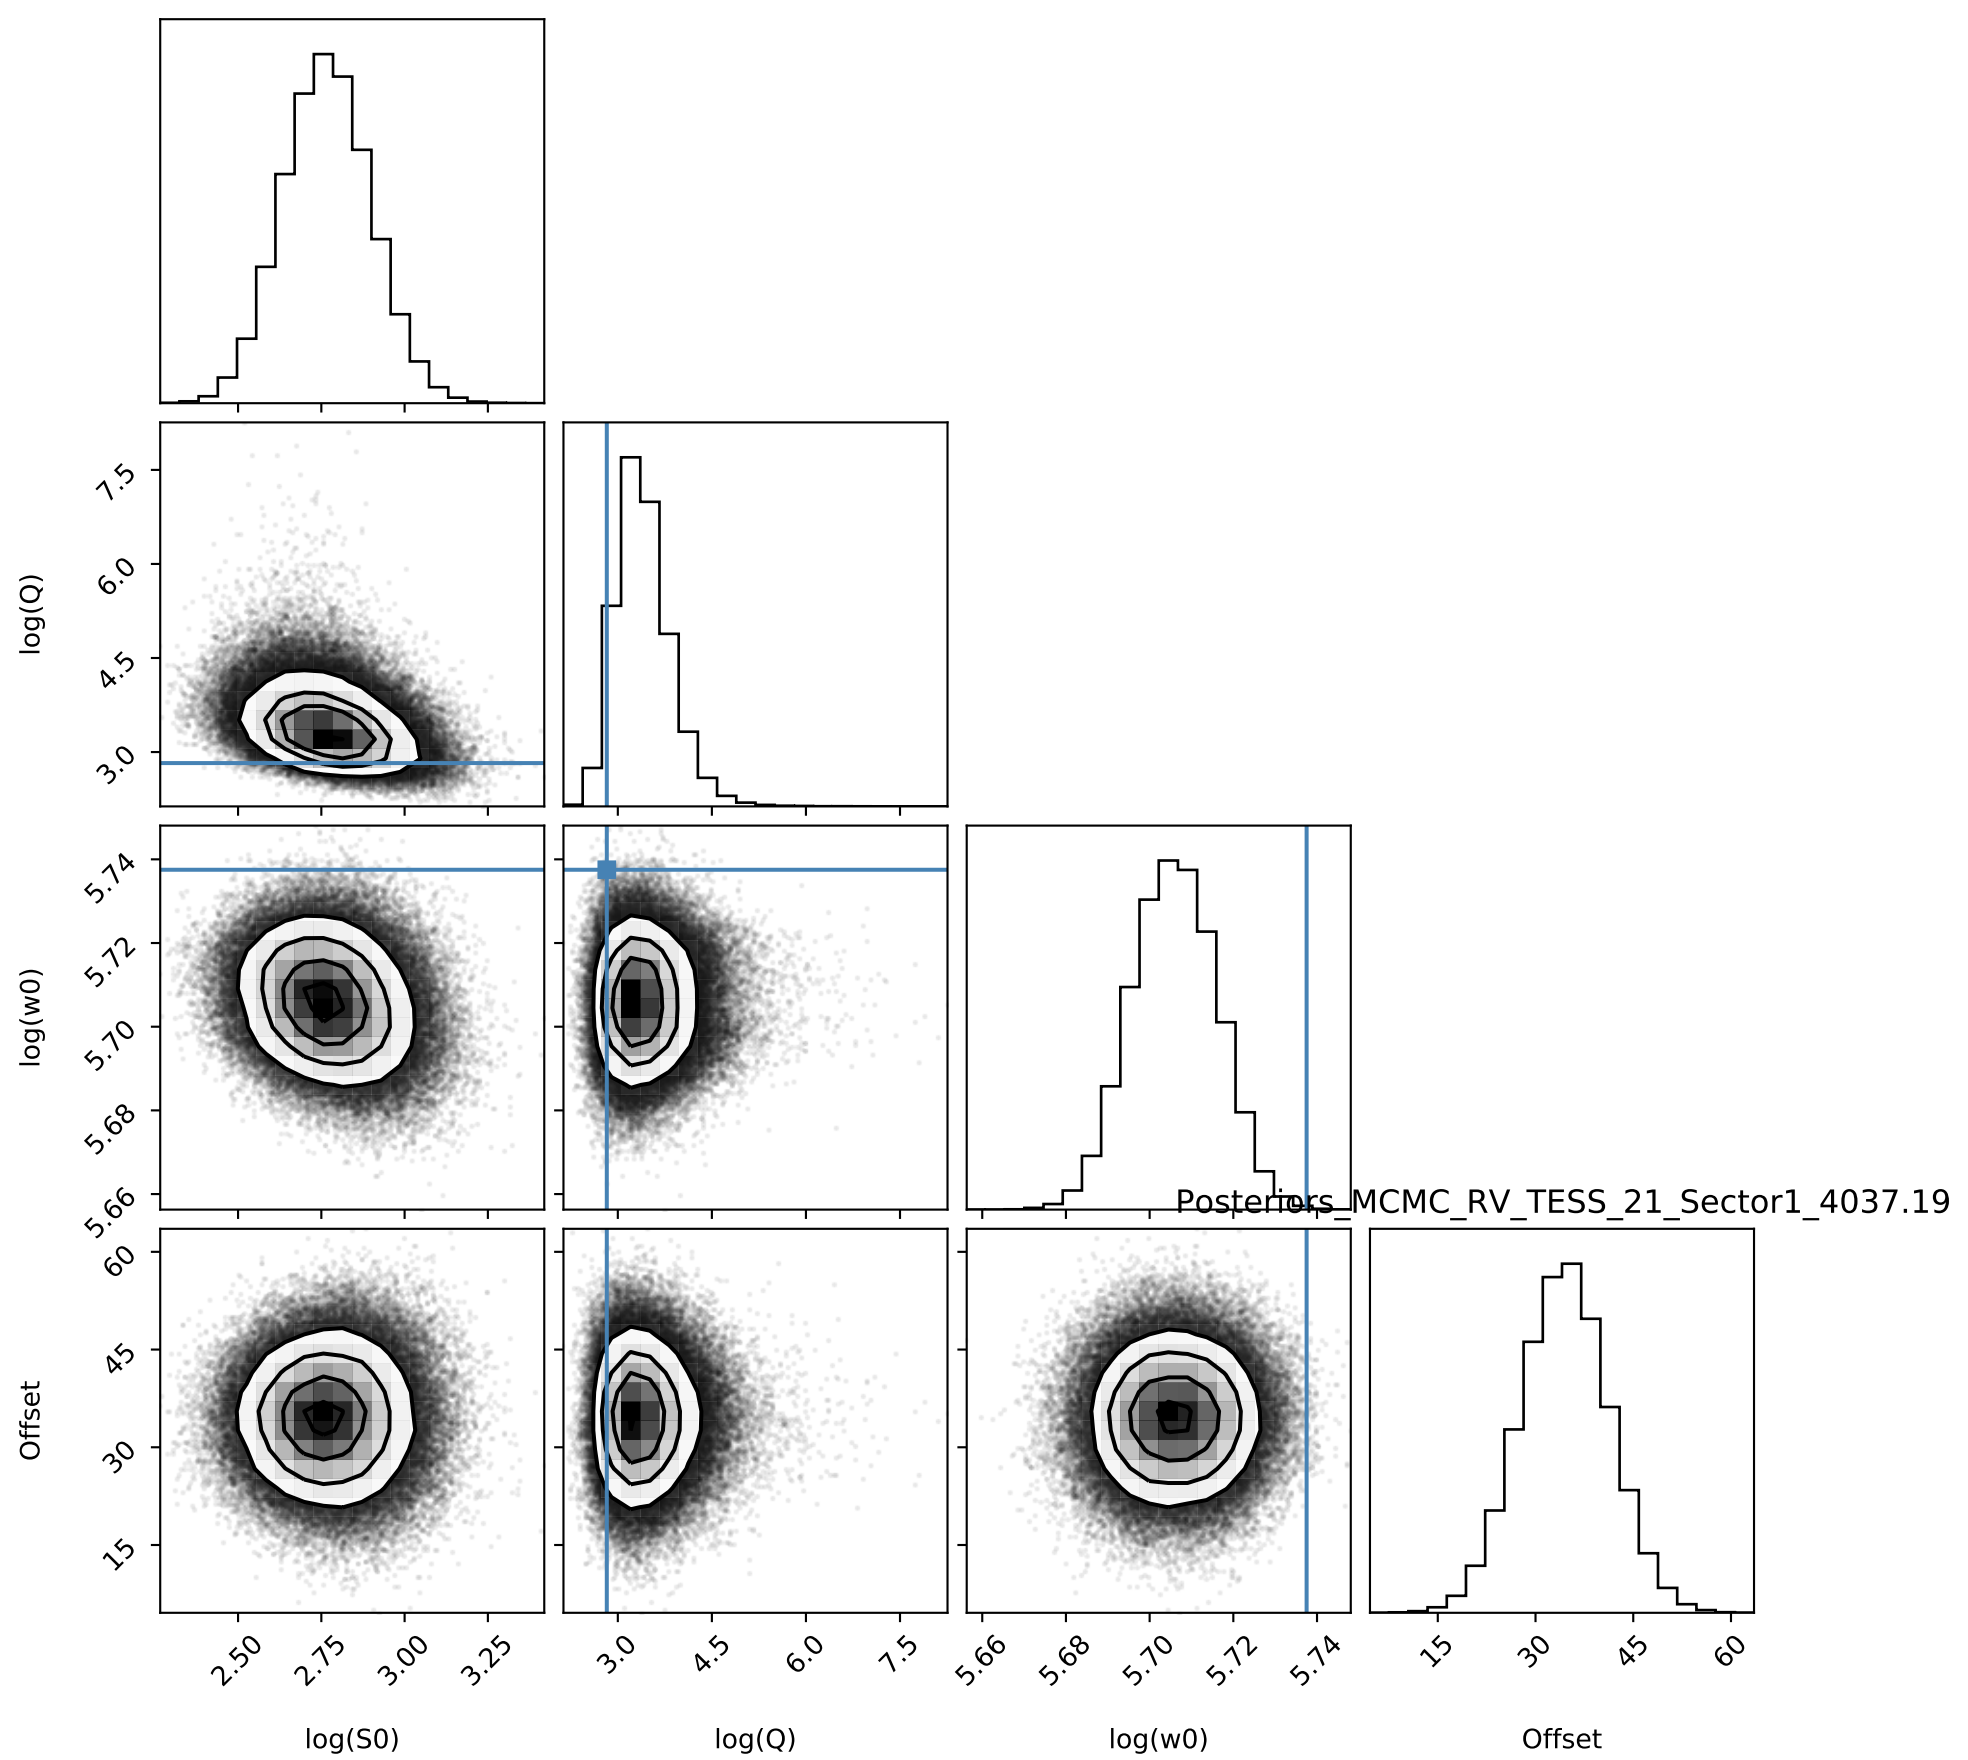 7.5
6.0
4.5
3.0
log(Q)
5.74
5.72
5.70
5.68
5.66
log(w0)
Posteriors_MCMC_RV_TESS_21_Sector1_4037.19
60
45
30
15
Offset
2.50 2.75 3.00 3.25
3.0 4.5 6.0 7.5
5.66 5.68 5.70 5.72 5.74
15 30 45 60
log(S0) log(Q) log(w0) Offset